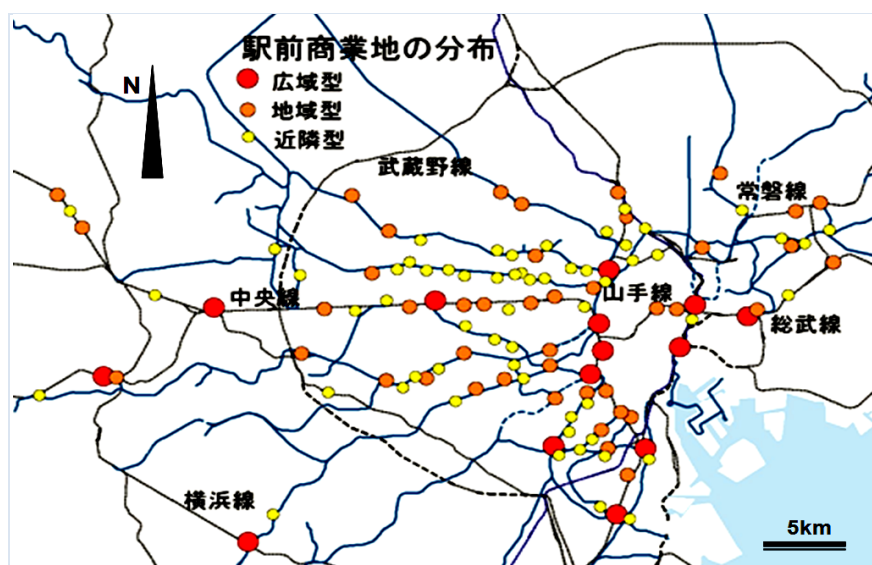 駅前商業地の分布
N
広域型
地域型
近隣型
武蔵野線
常磐線
中央線
山手線
総武線
横浜線
5km